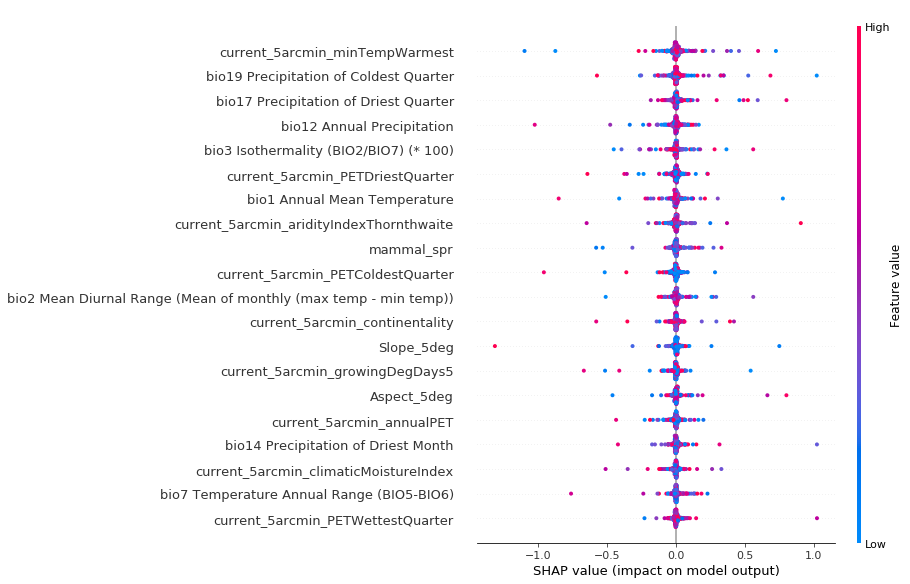 High
current_5arcmin_minTempWarmest
bio19 Precipitation of Coldest Quarter
bio17 Precipitation of Driest Quarter
bio12 Annual Precipitation
bio3 Isothermality (BIO2/BIO7) (* 100)
current_5arcmin_PETDriestQuarter
bio1 Annual Mean Temperature
current_5arcmin_aridityIndexThornthwaite
mammal_spr
current_5arcmin_PETColdestQuarter
bio2 Mean Diurnal Range (Mean of monthly (max temp - min temp))
current_5arcmin_continentality
Slope_5deg
current_5arcmin_growingDegDays5
Aspect_5deg
current_5arcmin_annualPET
bio14 Precipitation of Driest Month
current_5arcmin_climaticMoistureIndex
bio7 Temperature Annual Range (BIO5-BIO6)
current_5arcmin_PETWettestQuarter
Feature value
Low
−1.0 −0.5 0.0 0.5 1.0
SHAP value (impact on model output)